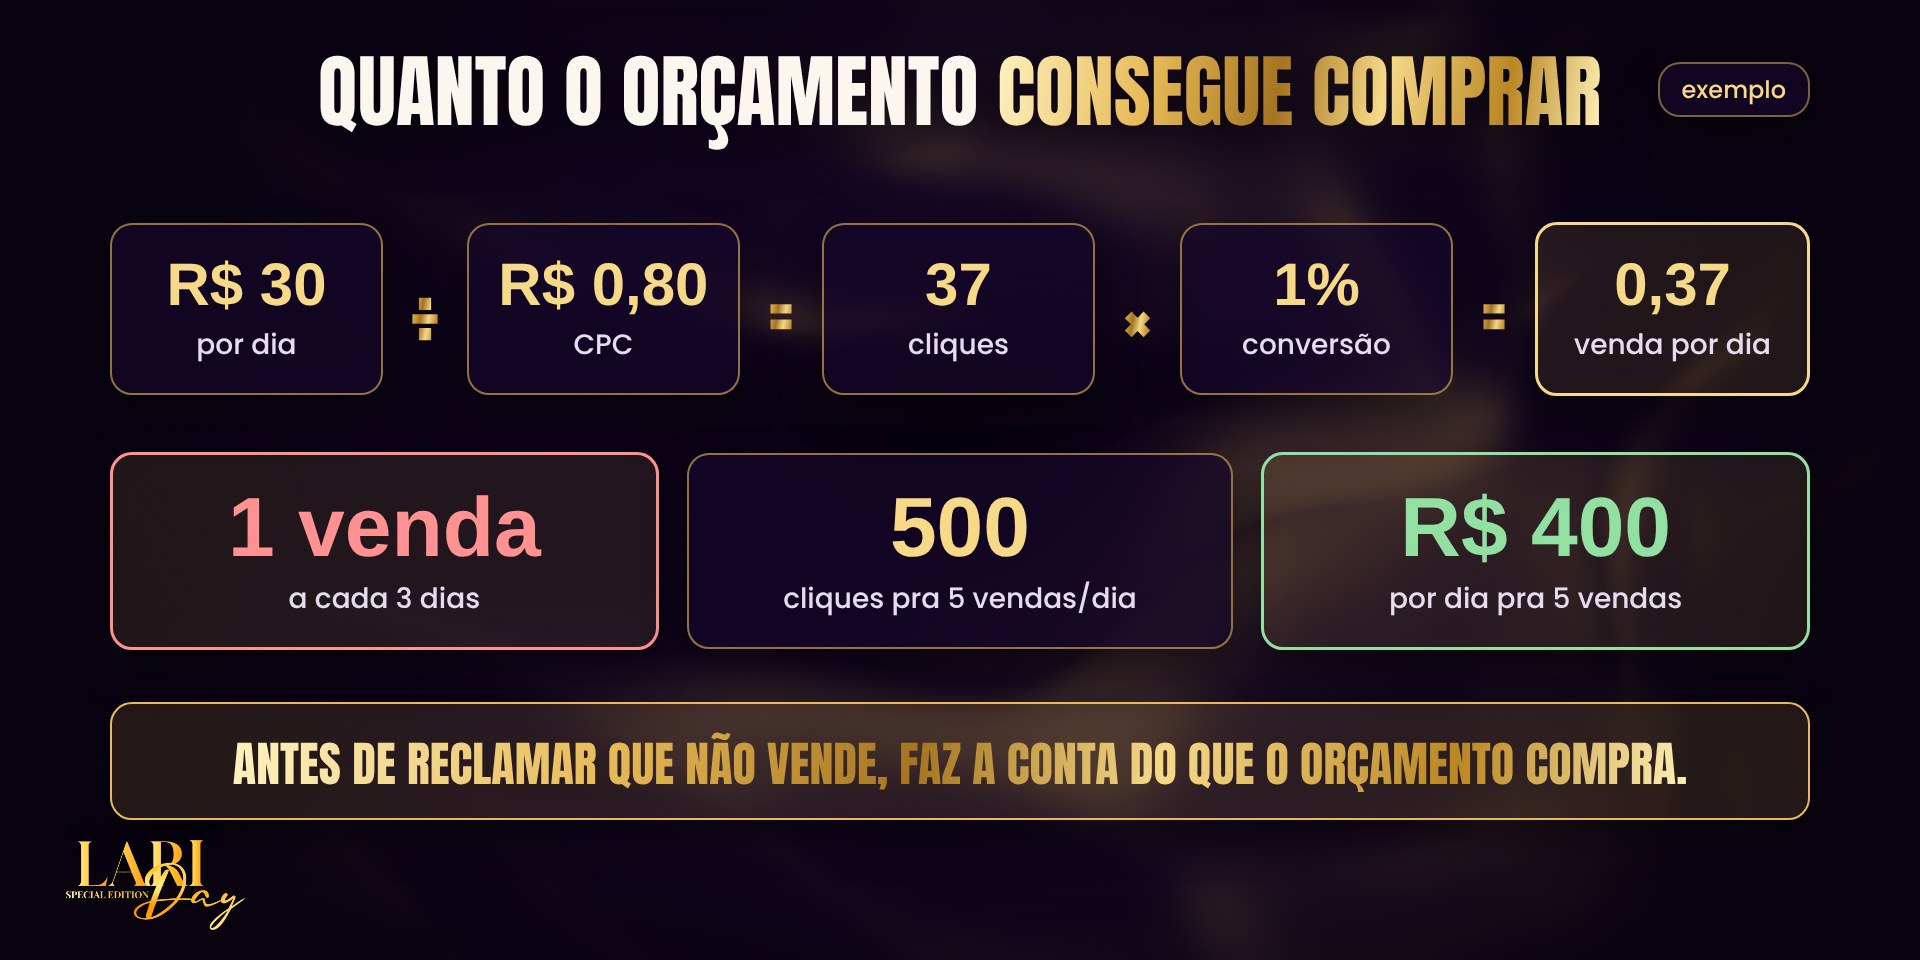 QUANTO O ORÇAMENTO CONSEGUE COMPRAR
exemplo
R$ 30
por dia
÷
R$ 0,80
CPC
=
37
cliques
×
1%
conversão
=
0,37
venda por dia
1 venda
a cada 3 dias
500
cliques pra 5 vendas/dia
R$ 400
por dia pra 5 vendas
ANTES DE RECLAMAR QUE NÃO VENDE, FAZ A CONTA DO QUE O ORÇAMENTO COMPRA.
LABI
SPECIAL EDITION Day